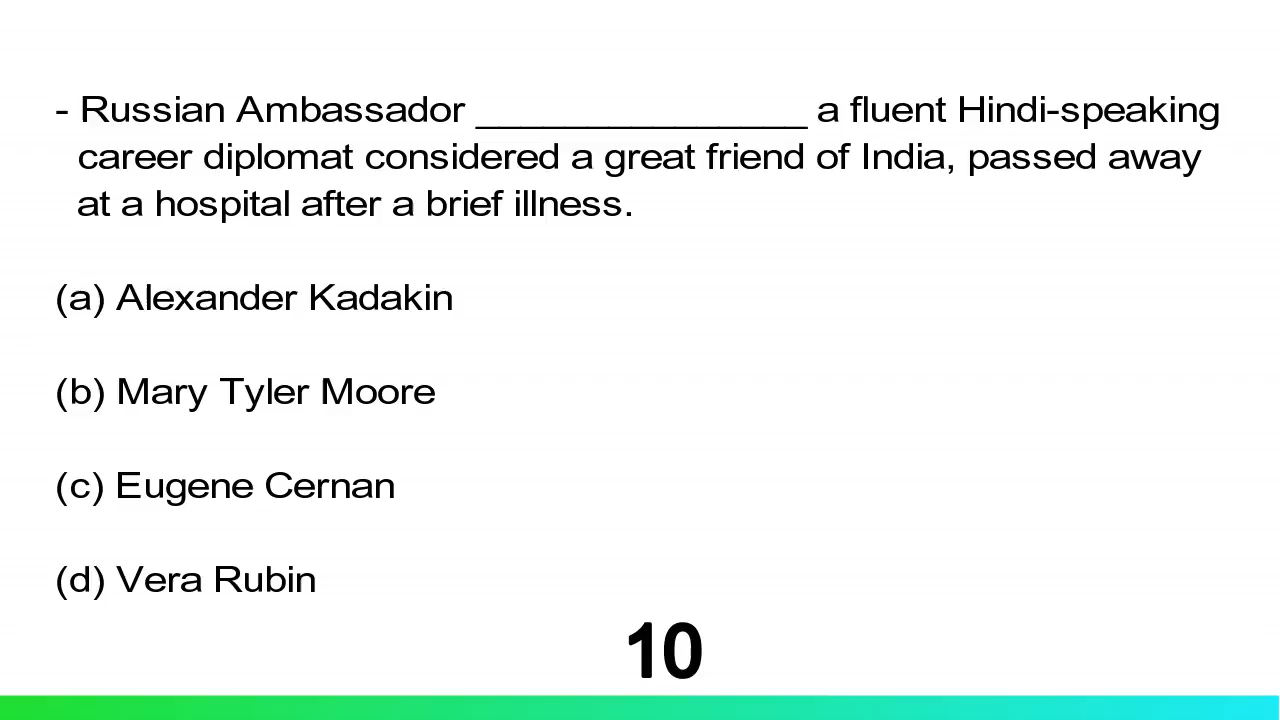 - Russian Ambassador _________________ a fluent Hindi-speaking
career diplomat considered a great friend of India, passed away
at a hospital after a brief illness.
(a) Alexander Kadakin
(b) Mary Tyler Moore
(c) Eugene Cernan
(d) Vera Rubin
10